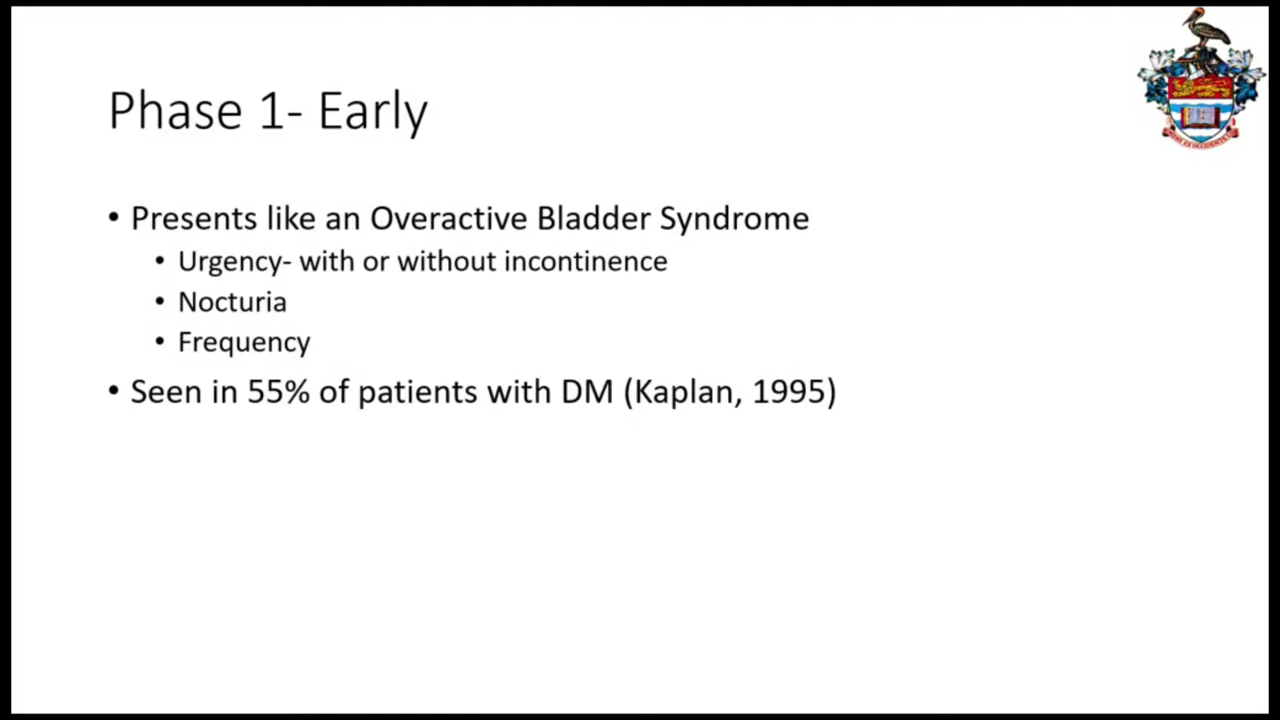 Phase 1- Early
• Presents like an Overactive Bladder Syndrome
• Urgency- with or without incontinence
• Nocturia
• Frequency
• Seen in 55% of patients with DM (Kaplan, 1995)